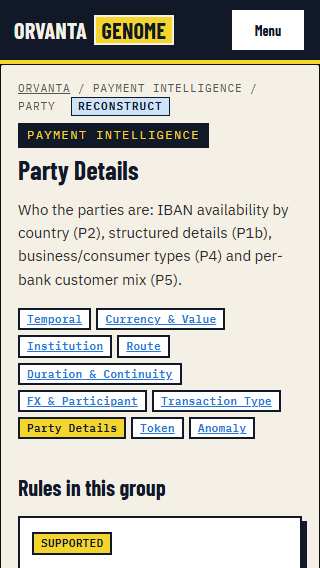 ORVANTA GENOME Menu
ORVANTA / PAYMENT INTELLIGENCE /
PARTY RECONSTRUCT
PAYMENT INTELLIGENCE
Party Details
Who the parties are: IBAN availability by
country (P2), structured details (P1b),
business/consumer types (P4) and per-
bank customer mix (P5).
Temporal Currency & Value
Institution Route
Duration & Continuity
FX & Participant Transaction Type
Party Details Token Anomaly
Rules in this group
SUPPORTED